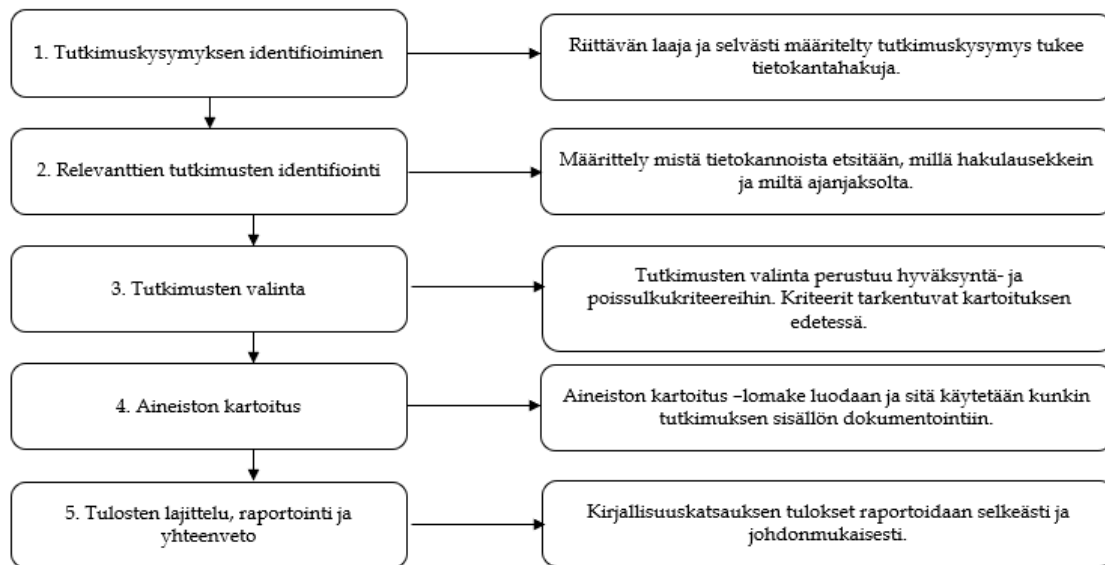 1. Tutkimuskysymyksen identifioiminen
Riittävän laaja ja selvästi määritelty tutkimuskysymys tukee
tietokantahakuja.
2. Relevanttien tutkimusten identifiointi
Määrittely mistä tietokannoista etsitään, millä hakulausekkein
ja miltä ajanjaksolta.
3. Tutkimusten valinta
Tutkimusten valinta perustuu hyväksyntä- ja
poissulkukriteereihin. Kriteerit tarkentuvat kartoituksen
edetessä.
4. Aineiston kartoitus
Aineiston kartoitus –lomake luodaan ja sitä käytetään kunkin
tutkimuksen sisällön dokumentointiin.
5. Tulosten lajittelu, raportointi ja
yhteenveto
Kirjallisuuskatsauksen tulokset raportoidaan selkeästi ja
johdonmukaisesti.